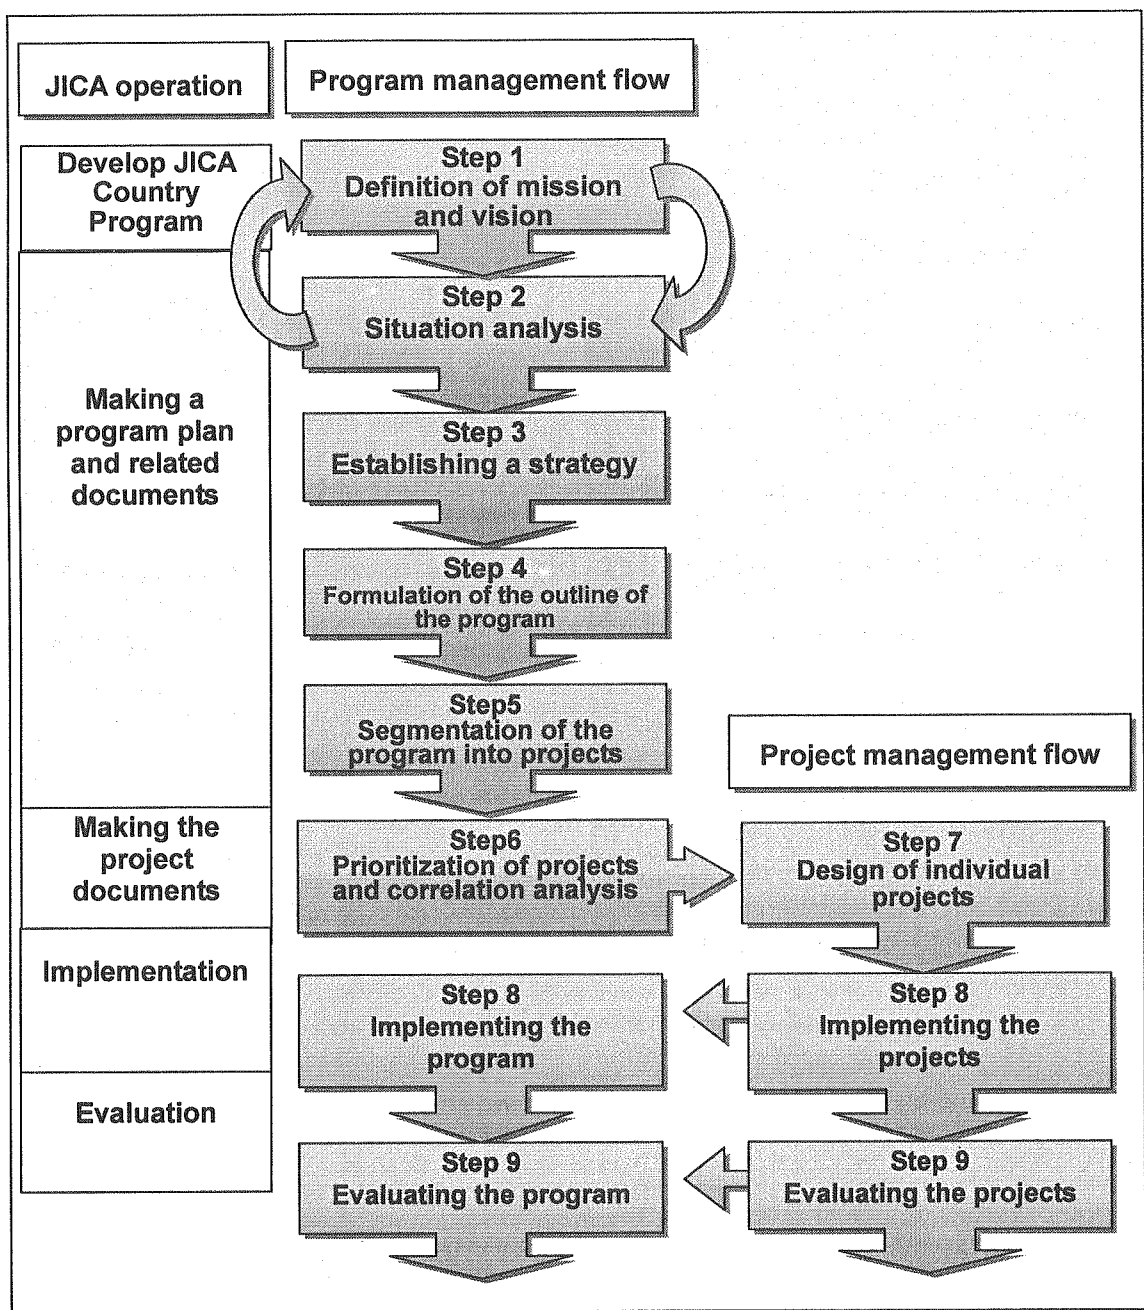 JICA operation
Program management flow
Develop JICA
Country
Program
Step 1
Definition of mission
and vision
Step 2
Situation analysis
Making a
program plan
and related
documents
Step 3
Establishing a strategy
Step 4
Formulation of the outline of
the program
Step5
Segmentation of the
program into projects
Project management flow
Making the
project
documents
Step6
Prioritization of projects
and correlation analysis
Step 7
Design of individual
projects
Implementation
Step 8
Implementing the
program
Step 8
Implementing the
projects
Evaluation
Step 9
Evaluating the program
Step 9
Evaluating the projects